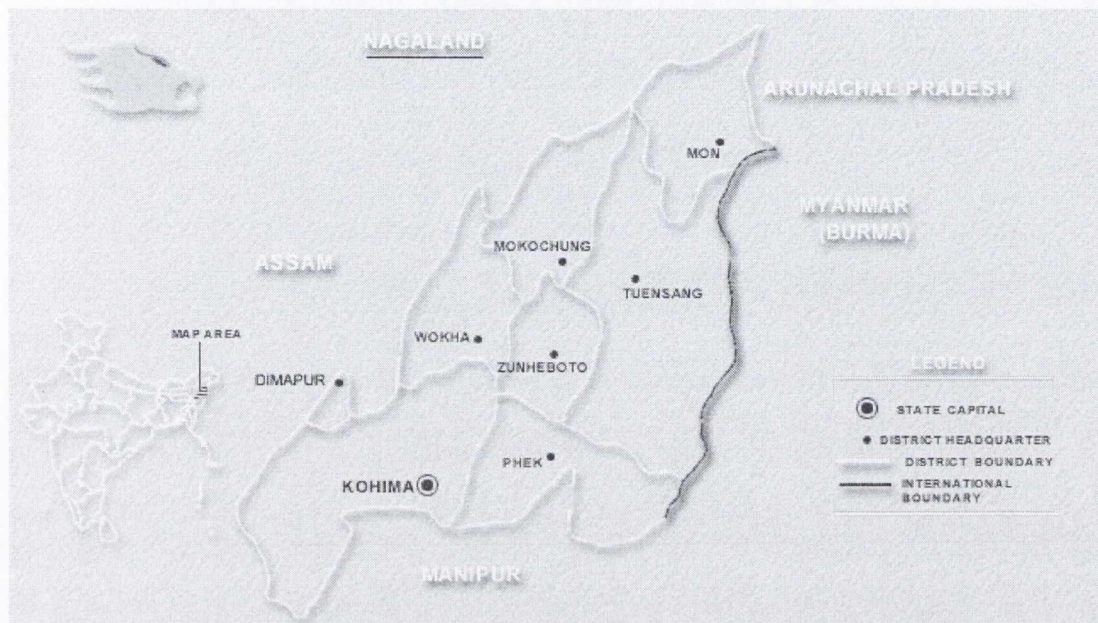 NAGALAND
ARUNACHAL PRADESH
MON
MYANMAR
(BURMA)
MOKOCHUNG
ASSAM
TUENSANG
MAP AREA
WOKHA
ZUNHEBOTO
DIMAPUR
LEGEND
STATE CAPITAL
DISTRICT HEADQUARTER
DISTRICT BOUNDARY
INTERNATIONAL
BOUNDARY
PHEK
KOHIMA
MANIPUR